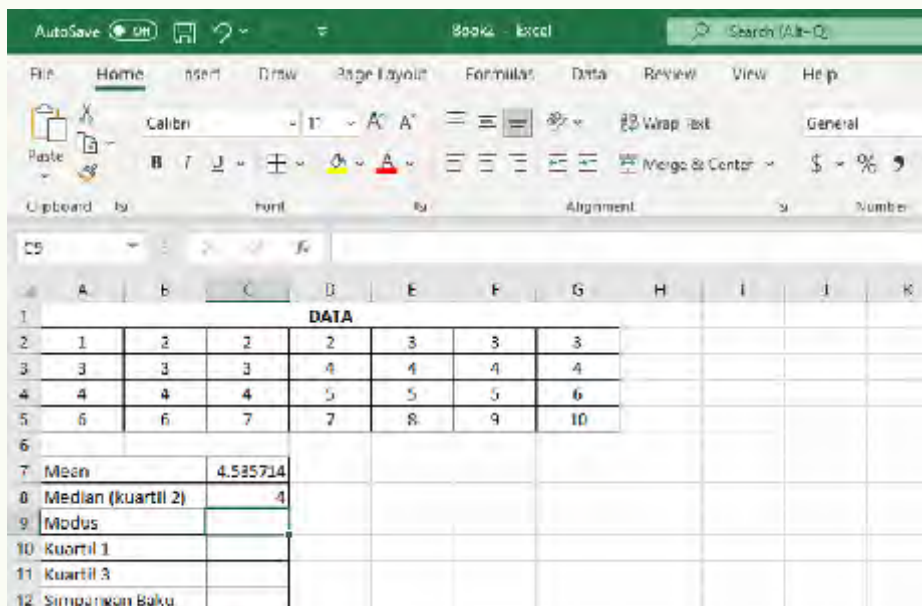 AutoSave Off Book2 - Excel Search (Alt+Q)
File Home Insert Draw Page Layout Formulas Data Review View Help
Paste Calibri 11 A A Wrap Text General
B I U A Merge & Center $ % 9
Clipboard Font Alignment Number
C9 fx
A B C D E F G H I J K
1 DATA
2 1 2 2 2 3 3 3
3 3 3 3 4 4 4 4
4 4 4 4 5 5 5 6
5 6 6 7 7 8 9 10
6
7 Mean 4.535714
8 Median (kuartil 2) 4
9 Modus
10 Kuartil 1
11 Kuartil 3
12 Simpangan Baku